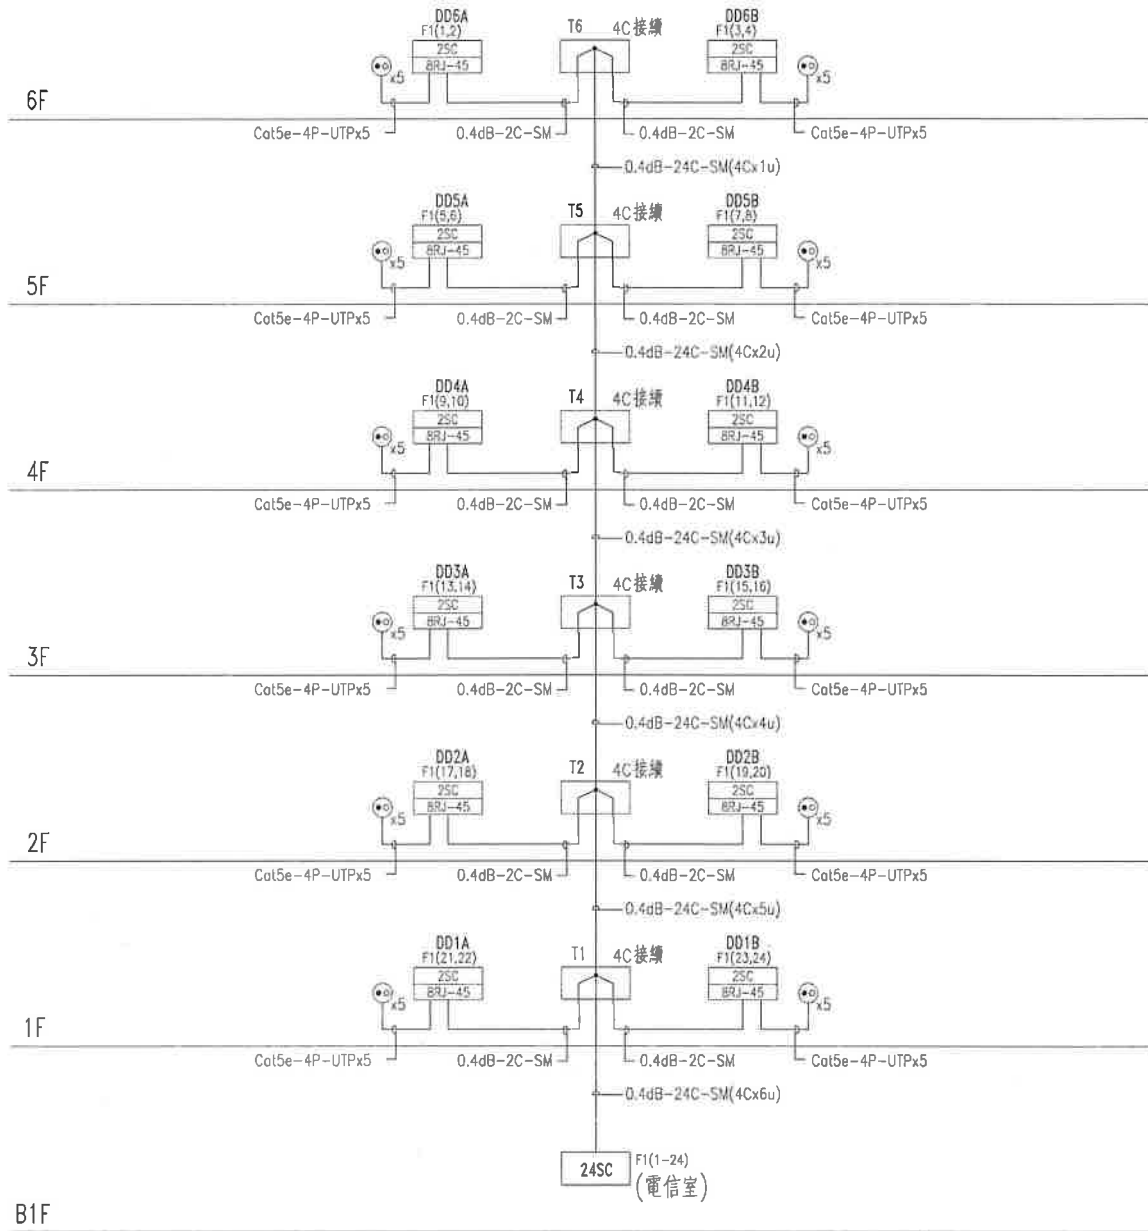 DD6A
F1(1,2)
2SC
8RJ-45
x5
T6
4C接續
DD6B
F1(3,4)
2SC
8RJ-45
x5
6F
Cat5e-4P-UTPx5
0.4dB-2C-SM
0.4dB-2C-SM
Cat5e-4P-UTPx5
0.4dB-24C-SM(4Cx1u)
DD5A
F1(5,6)
2SC
8RJ-45
x5
T5
4C接續
DD5B
F1(7,8)
2SC
8RJ-45
x5
5F
Cat5e-4P-UTPx5
0.4dB-2C-SM
0.4dB-2C-SM
Cat5e-4P-UTPx5
0.4dB-24C-SM(4Cx2u)
DD4A
F1(9,10)
2SC
8RJ-45
x5
T4
4C接續
DD4B
F1(11,12)
2SC
8RJ-45
x5
4F
Cat5e-4P-UTPx5
0.4dB-2C-SM
0.4dB-2C-SM
Cat5e-4P-UTPx5
0.4dB-24C-SM(4Cx3u)
DD3A
F1(13,14)
2SC
8RJ-45
x5
T3
4C接續
DD3B
F1(15,16)
2SC
8RJ-45
x5
3F
Cat5e-4P-UTPx5
0.4dB-2C-SM
0.4dB-2C-SM
Cat5e-4P-UTPx5
0.4dB-24C-SM(4Cx4u)
DD2A
F1(17,18)
2SC
8RJ-45
x5
T2
4C接續
DD2B
F1(19,20)
2SC
8RJ-45
x5
2F
Cat5e-4P-UTPx5
0.4dB-2C-SM
0.4dB-2C-SM
Cat5e-4P-UTPx5
0.4dB-24C-SM(4Cx5u)
DD1A
F1(21,22)
2SC
8RJ-45
x5
T1
4C接續
DD1B
F1(23,24)
2SC
8RJ-45
x5
1F
Cat5e-4P-UTPx5
0.4dB-2C-SM
0.4dB-2C-SM
Cat5e-4P-UTPx5
0.4dB-24C-SM(4Cx6u)
24SC
F1(1-24)
(電信室)
B1F